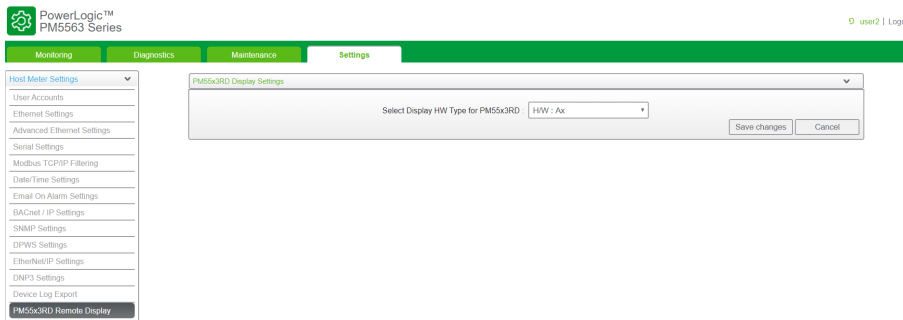 PowerLogic™
PM5563 Series
user2 | Logo
Monitoring Diagnostics Maintenance Settings
Host Meter Settings
User Accounts
Ethernet Settings
Advanced Ethernet Settings
Serial Settings
Modbus TCP/IP Filtering
Date/Time Settings
Email On Alarm Settings
BACnet / IP Settings
SNMP Settings
DPWS Settings
EtherNet/IP Settings
DNP3 Settings
Device Log Export
PM55x3RD Remote Display
PM55x3RD Display Settings
Select Display HW Type for PM55x3RD : H/W : Ax
Save changes Cancel